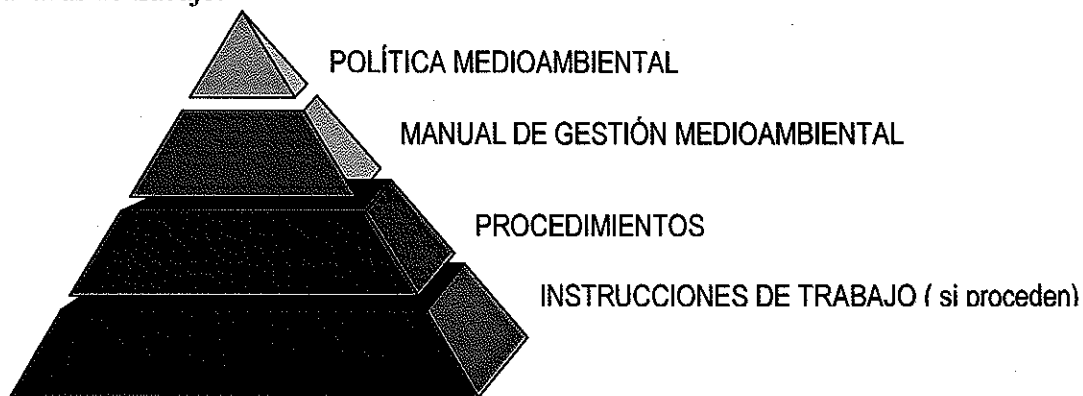 POLÍTICA MEDIOAMBIENTAL
MANUAL DE GESTIÓN MEDIOAMBIENTAL
PROCEDIMIENTOS
INSTRUCCIONES DE TRABAJO ( si proceden)